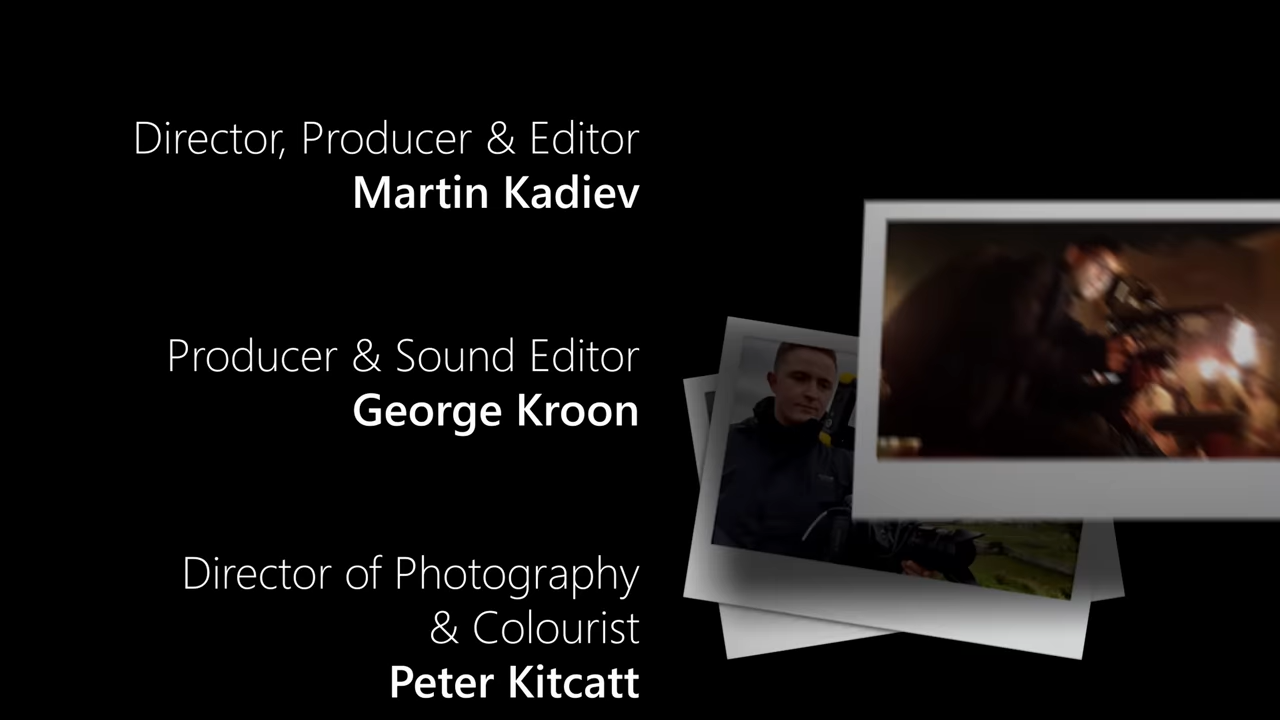 Director, Producer & Editor
Martin Kadiev
Producer & Sound Editor
George Kroon
Director of Photography
& Colourist
Peter Kitcatt